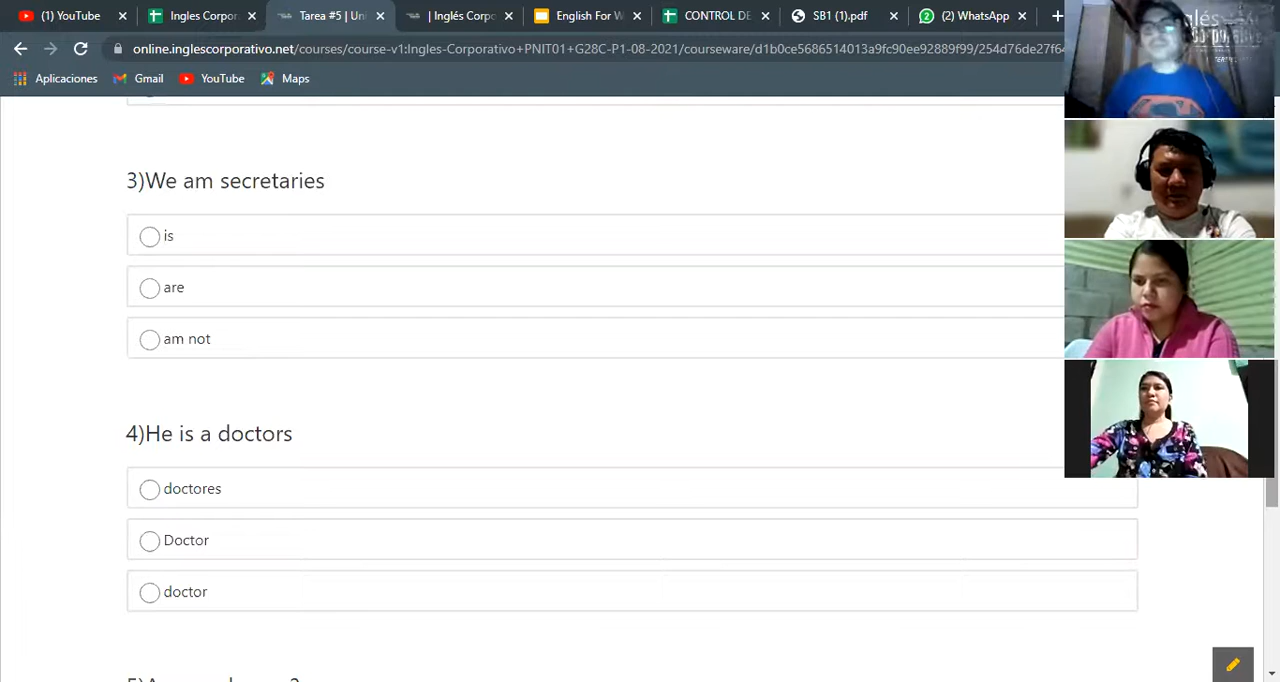 (1) YouTube
Ingles Corpor
Tarea #5 | Un
| Inglés Corpo
English For W
CONTROL DE
SB1 (1).pdf
(2) WhatsApp
online.inglescorporativo.net/courses/course-v1:Ingles-Corporativo+PNIT01+G28C-P1-08-2021/courseware/d1b0ce5686514013a9fc90ee92889f99/254d76de27f64
Aplicaciones
Gmail
YouTube
Maps
3)We am secretaries
is
are
am not
4)He is a doctors
doctores
Doctor
doctor